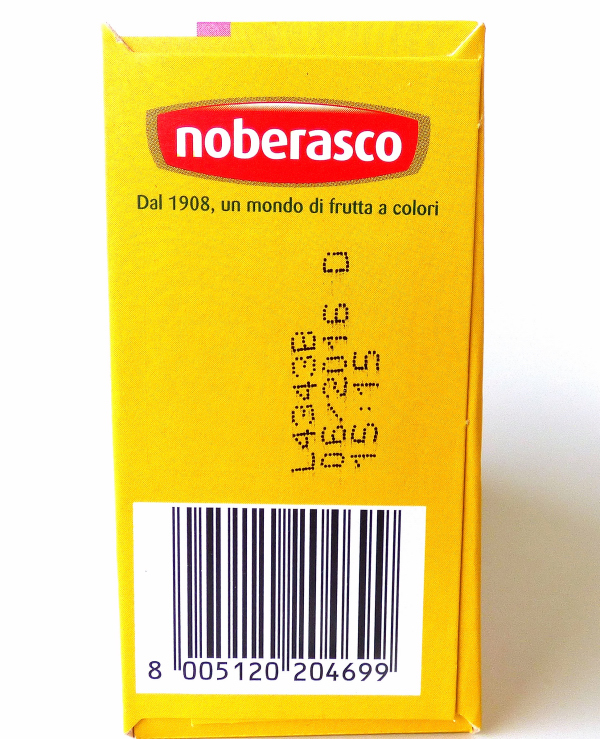 noberasco
Dal 1908, un mondo di frutta a colori
L4343B
06/2016 D
15:15
8 005120 204699